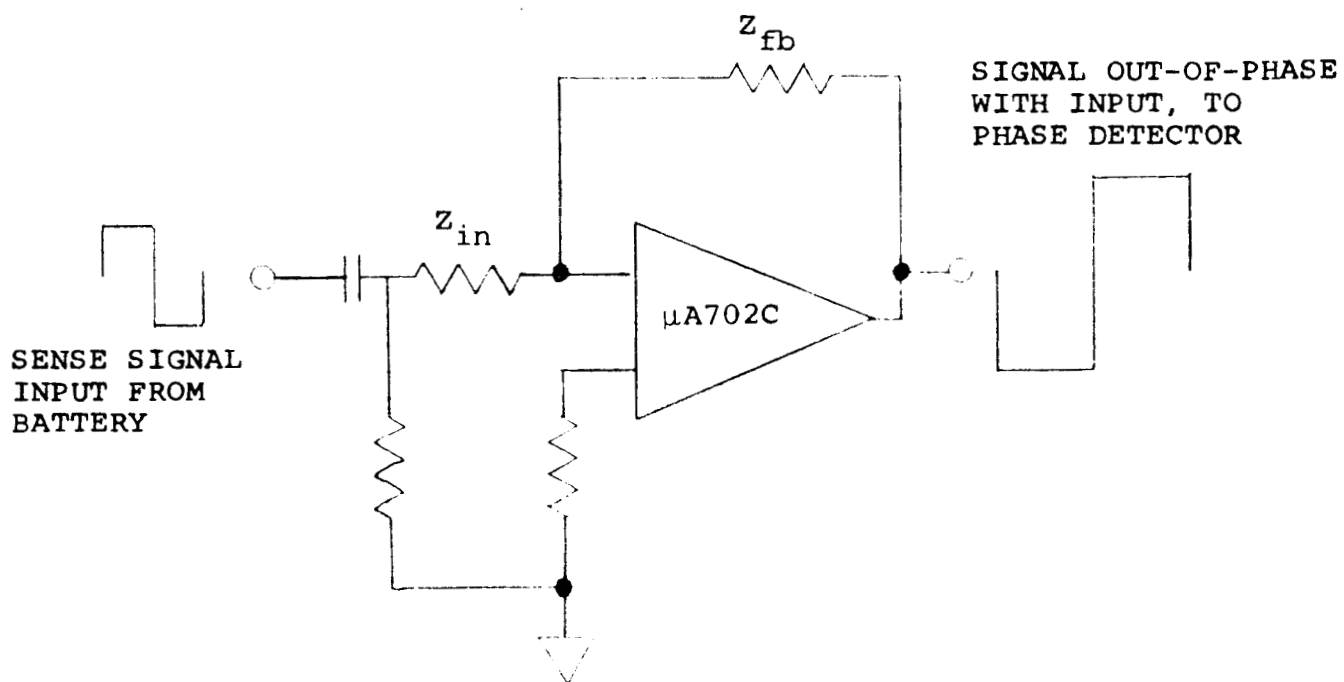 Z fb
SIGNAL OUT-OF-PHASE
WITH INPUT, TO
PHASE DETECTOR
Z in
μA702C
SENSE SIGNAL
INPUT FROM
BATTERY